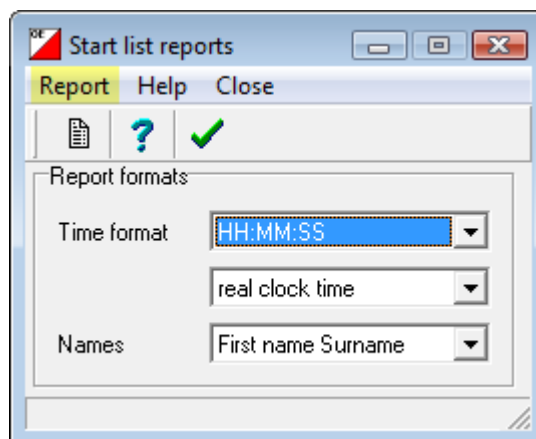 OE Start list reports
Report Help Close
?
Report formats
Time format HH:MM:SS
real clock time
Names First name Surname